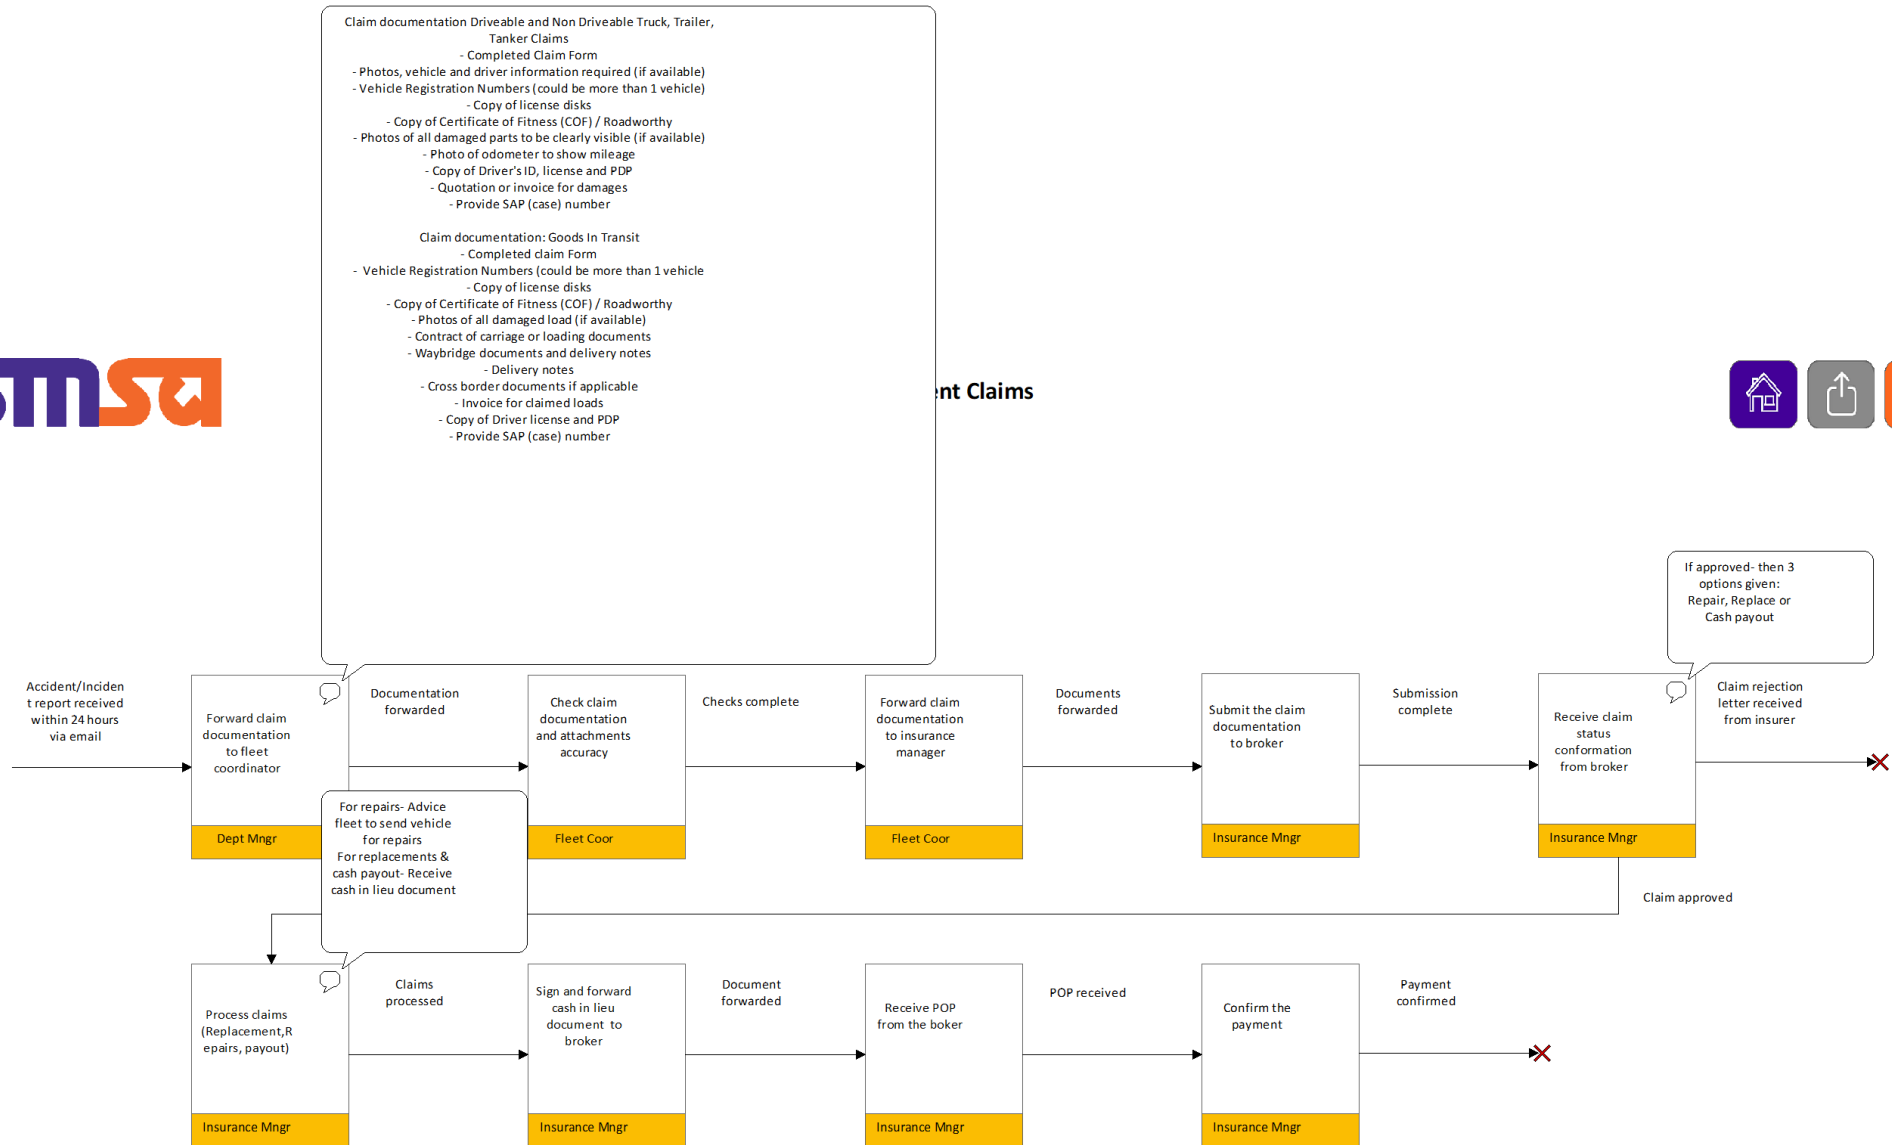 Claim documentation Driveable and Non Driveable Truck, Trailer,
Tanker Claims
- Completed Claim Form
- Photos, vehicle and driver information required (if available)
- Vehicle Registration Numbers (could be more than 1 vehicle)
- Copy of license disks
- Copy of Certificate of Fitness (COF) / Roadworthy
- Photos of all damaged parts to be clearly visible (if available)
- Photo of odometer to show mileage
- Copy of Driver's ID, license and PDP
- Quotation or invoice for damages
- Provide SAP (case) number
Claim documentation: Goods In Transit
- Completed claim Form
- Vehicle Registration Numbers (could be more than 1 vehicle
- Copy of license disks
- Copy of Certificate of Fitness (COF) / Roadworthy
- Photos of all damaged load (if available)
- Contract of carriage or loading documents
- Waybridge documents and delivery notes
- Delivery notes
- Cross border documents if applicable
- Invoice for claimed loads
- Copy of Driver license and PDP
- Provide SAP (case) number
msa
Claims
If approved- then 3
options given:
Repair, Replace or
Cash payout
Accident/Inciden
t report received
within 24 hours
via email
Forward claim
documentation
to fleet
coordinator
Dept Mngr
Documentation
forwarded
Check claim
documentation
and attachments
accuracy
Fleet Coor
Checks complete
Forward claim
documentation
to insurance
manager
Fleet Coor
Documents
forwarded
Submit the claim
documentation
to broker
Insurance Mngr
Submission
complete
Receive claim
status
conformation
from broker
Insurance Mngr
Claim rejection
letter received
from insurer
For repairs- Advice
fleet to send vehicle
for repairs
For replacements &
cash payout- Receive
cash in lieu document
Claim approved
Process claims
(Replacement,R
epairs, payout)
Insurance Mngr
Claims
processed
Sign and forward
cash in lieu
document to
broker
Insurance Mngr
Document
forwarded
Receive POP
from the boker
Insurance Mngr
POP received
Confirm the
payment
Insurance Mngr
Payment
confirmed